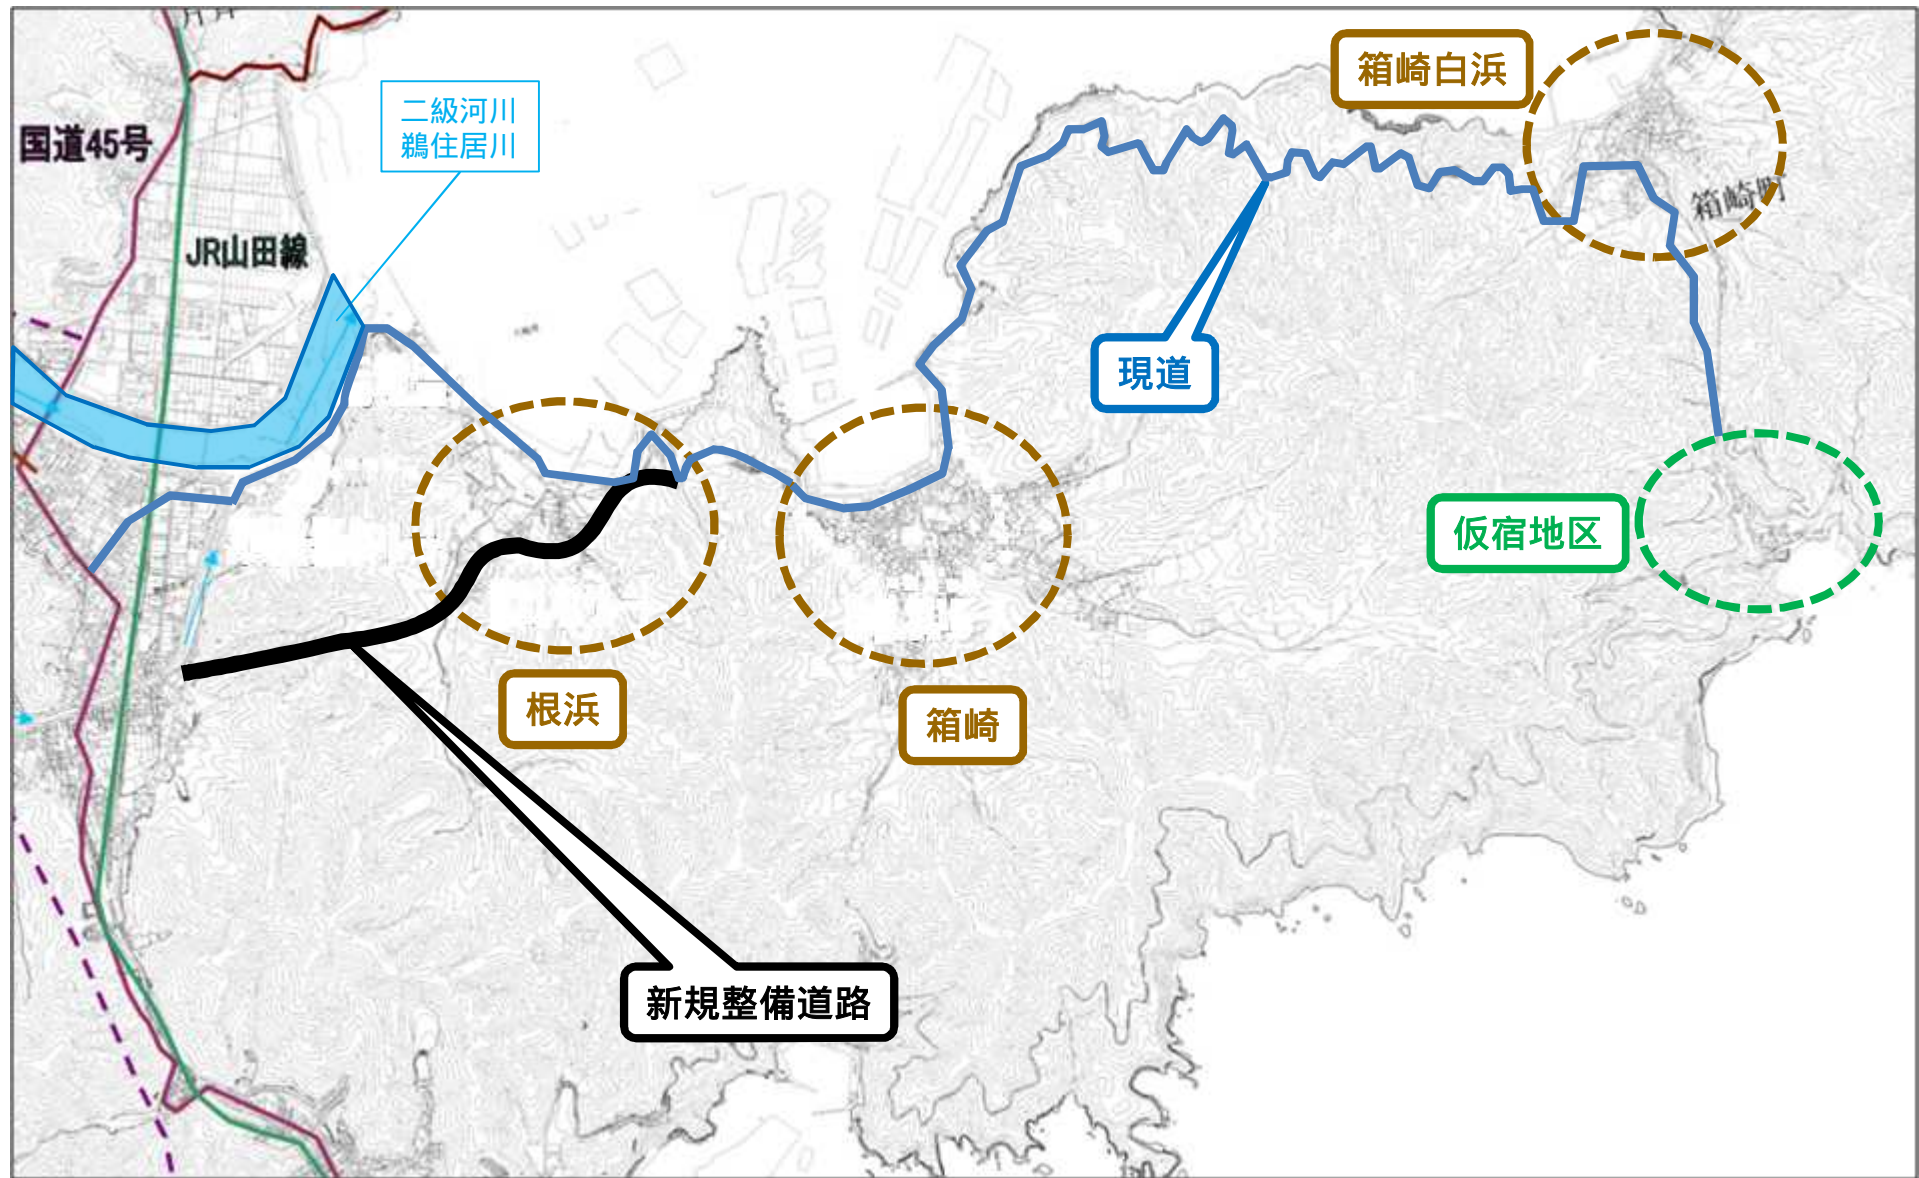 箱崎白浜
二級河川
鵜住居川
国道45号
箱崎町
JR山田線
現道
仮宿地区
根浜
箱崎
新規整備道路